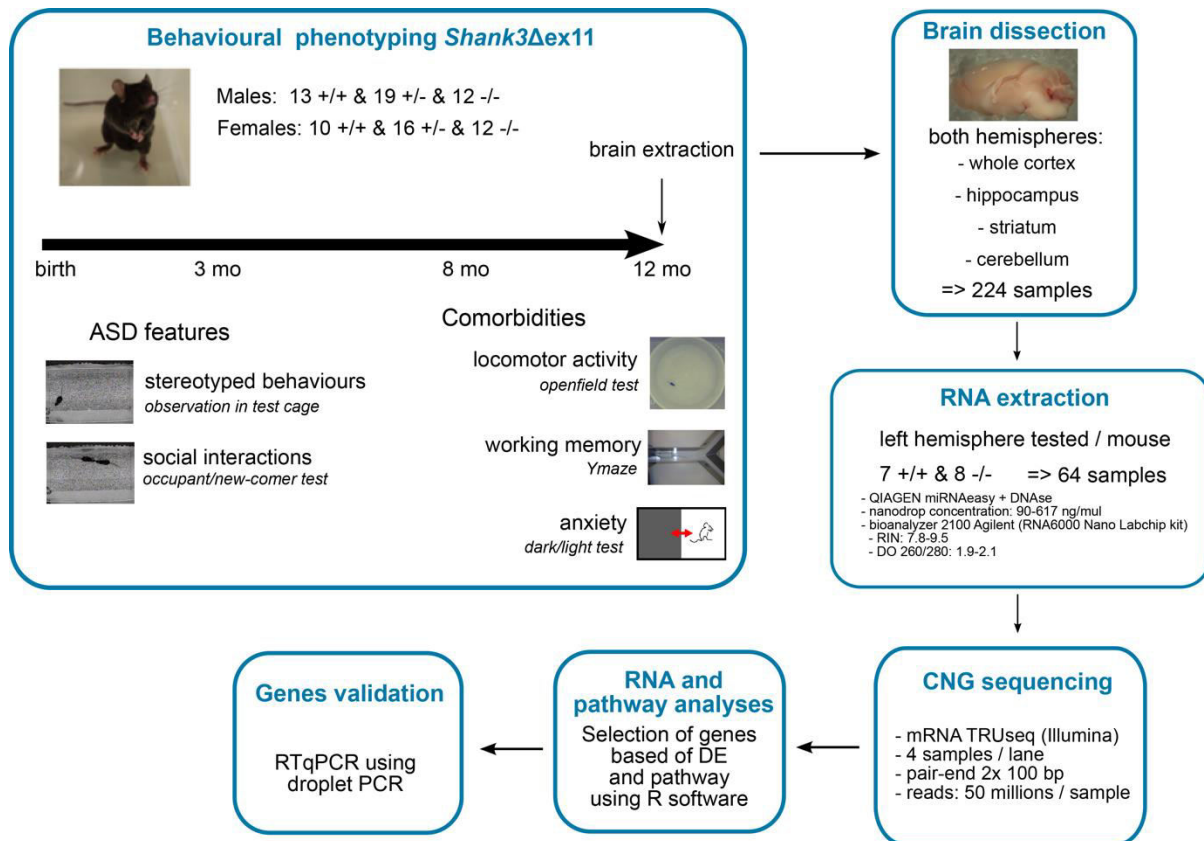 Behavioural phenotyping Shank3Δex11
Males: 13 +/+ & 19 +/- & 12 -/-
Females: 10 +/+ & 16 +/- & 12 -/-
brain extraction
birth
3 mo
8 mo
12 mo
ASD features
stereotyped behaviours
observation in test cage
social interactions
occupant/new-comer test
Comorbidities
locomotor activity
openfield test
working memory
Ymaze
anxiety
dark/light test
Brain dissection
both hemispheres:
- whole cortex
- hippocampus
- striatum
- cerebellum
=> 224 samples
RNA extraction
left hemisphere tested / mouse
7 +/+ & 8 -/- => 64 samples
- QIAGEN miRNAeasy + DNAse
- nanodrop concentration: 90-617 ng/mul
- bioanalyzer 2100 Agilent (RNA6000 Nano Labchip kit)
- RIN: 7.8-9.5
- DO 260/280: 1.9-2.1
CNG sequencing
- mRNA TRUseq (Illumina)
- 4 samples / lane
- pair-end 2x 100 bp
- reads: 50 millions / sample
RNA and
pathway analyses
Selection of genes
based of DE
and pathway
using R software
Genes validation
RTqPCR using
droplet PCR